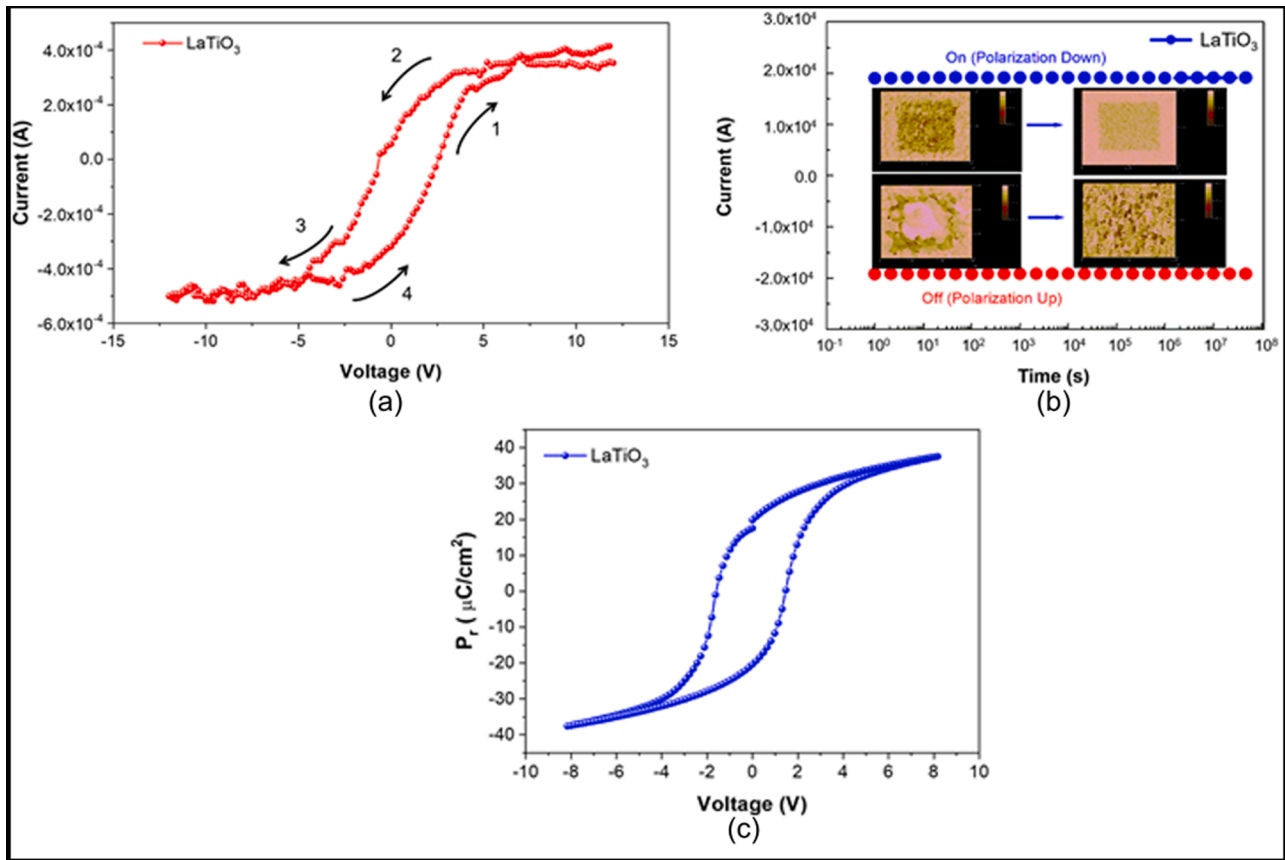 LaTiO₃
4.0x10⁻⁴
2.0x10⁻⁴
0.0
-2.0x10⁻⁴
-4.0x10⁻⁴
-6.0x10⁻⁴
Current (A)
2
1
3
4
-15 -10 -5 0 5 10 15
Voltage (V)
(a)
LaTiO₃
On (Polarization Down)
3.0x10⁴
2.0x10⁴
1.0x10⁴
0.0
-1.0x10⁴
-2.0x10⁴
-3.0x10⁴
Current (A)
Off (Polarization Up)
10⁻¹ 10⁰ 10¹ 10² 10³ 10⁴ 10⁵ 10⁶ 10⁷ 10⁸
Time (s)
(b)
LaTiO₃
40
30
20
10
0
-10
-20
-30
-40
Pᵣ ( μC/cm²)
-10 -8 -6 -4 -2 0 2 4 6 8 10
Voltage (V)
(c)